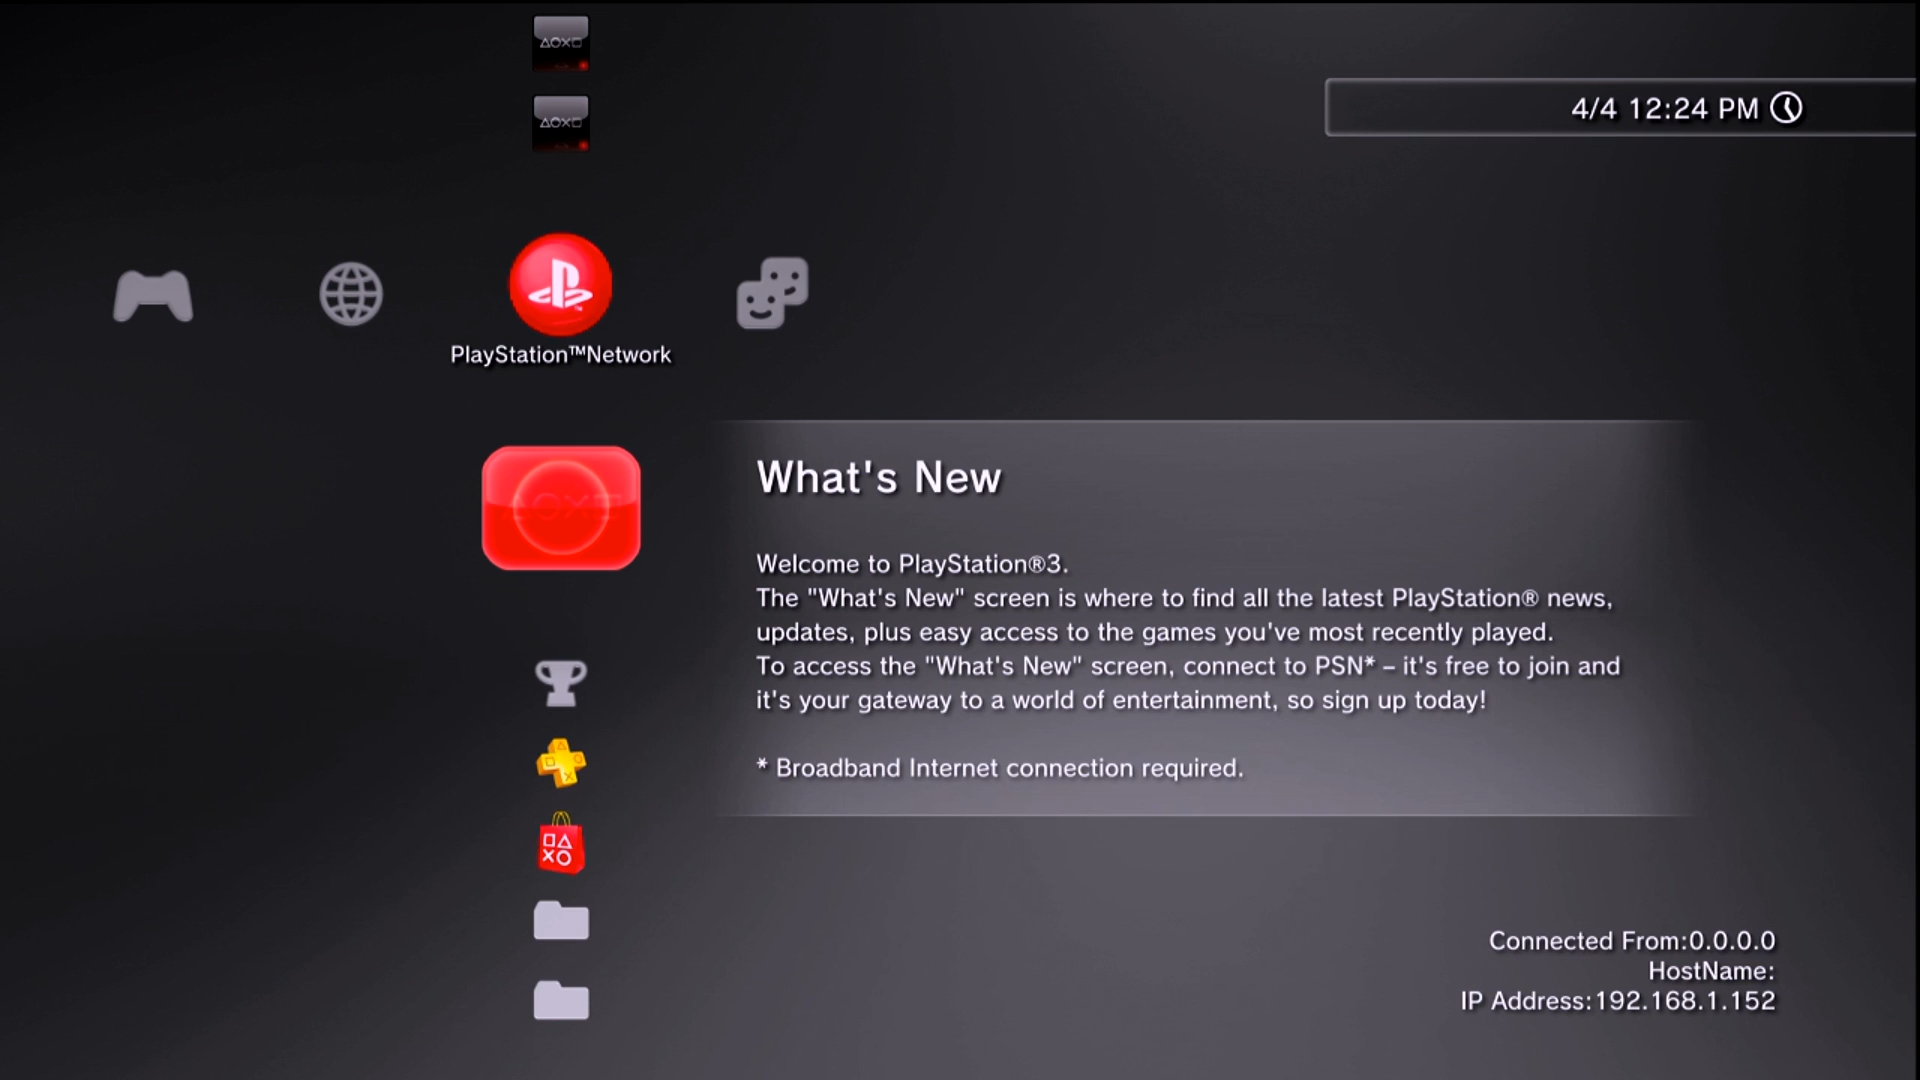 4/4 12:24 PM
PlayStation™Network
What's New
Welcome to PlayStation®3.
The "What's New" screen is where to find all the latest PlayStation® news,
updates, plus easy access to the games you've most recently played.
To access the "What's New" screen, connect to PSN* – it's free to join and
it's your gateway to a world of entertainment, so sign up today!
* Broadband Internet connection required.
Connected From:0.0.0.0
HostName:
IP Address:192.168.1.152